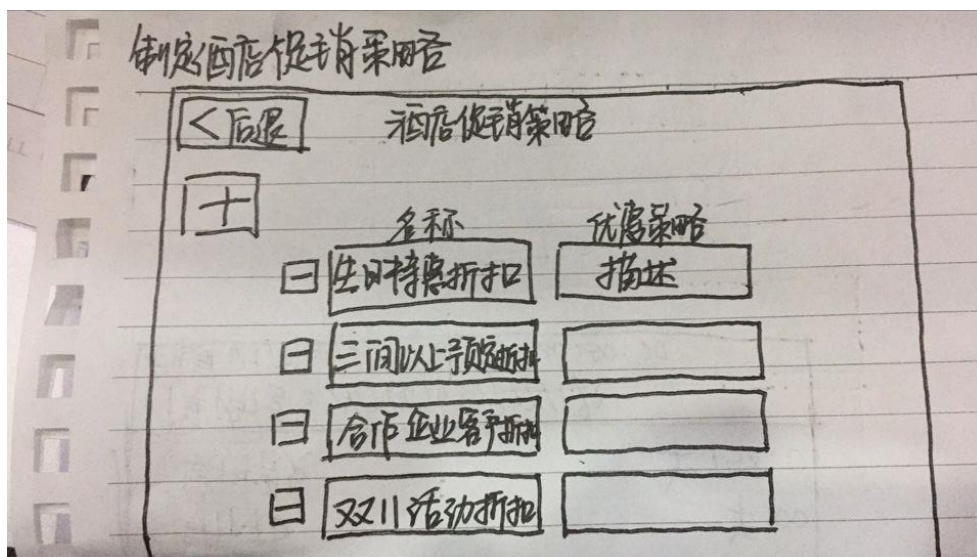 制定酒店促销策略
<后退 酒店促销策略
+
名称 优惠策略
- 生日特惠折扣 描述
- 三间以上预定折扣
- 合作企业客户折扣
- 双11活动折扣